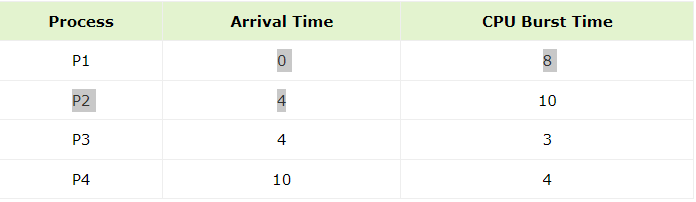 Process Arrival Time CPU Burst Time
P1 0 8
P2 4 10
P3 4 3
P4 10 4